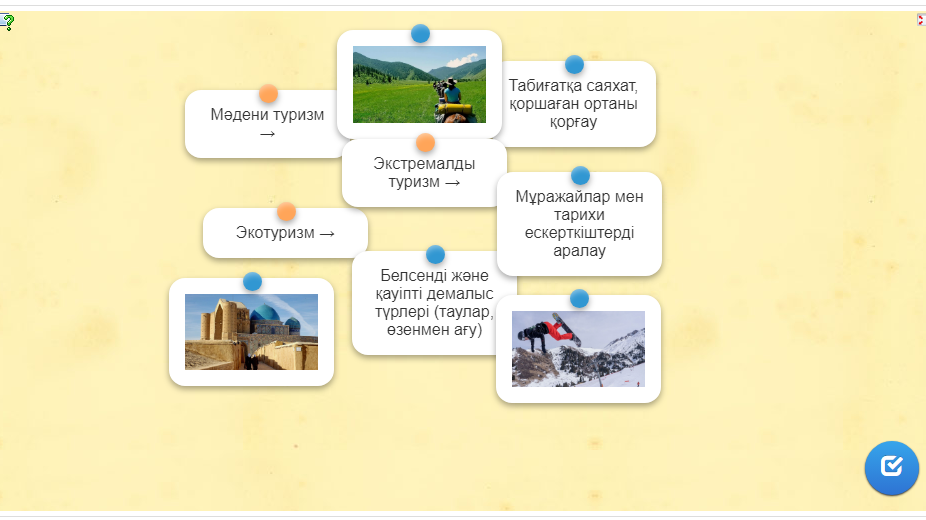 Мәдени туризм
→
Табиғатқа саяхат,
қоршаған ортаны
қорғау
Экстремалды
туризм →
Мұражайлар мен
тарихи
ескерткіштерді
аралау
Экотуризм →
Белсенді және
қауіпті демалыс
түрлері (таулар,
өзенмен ағу)